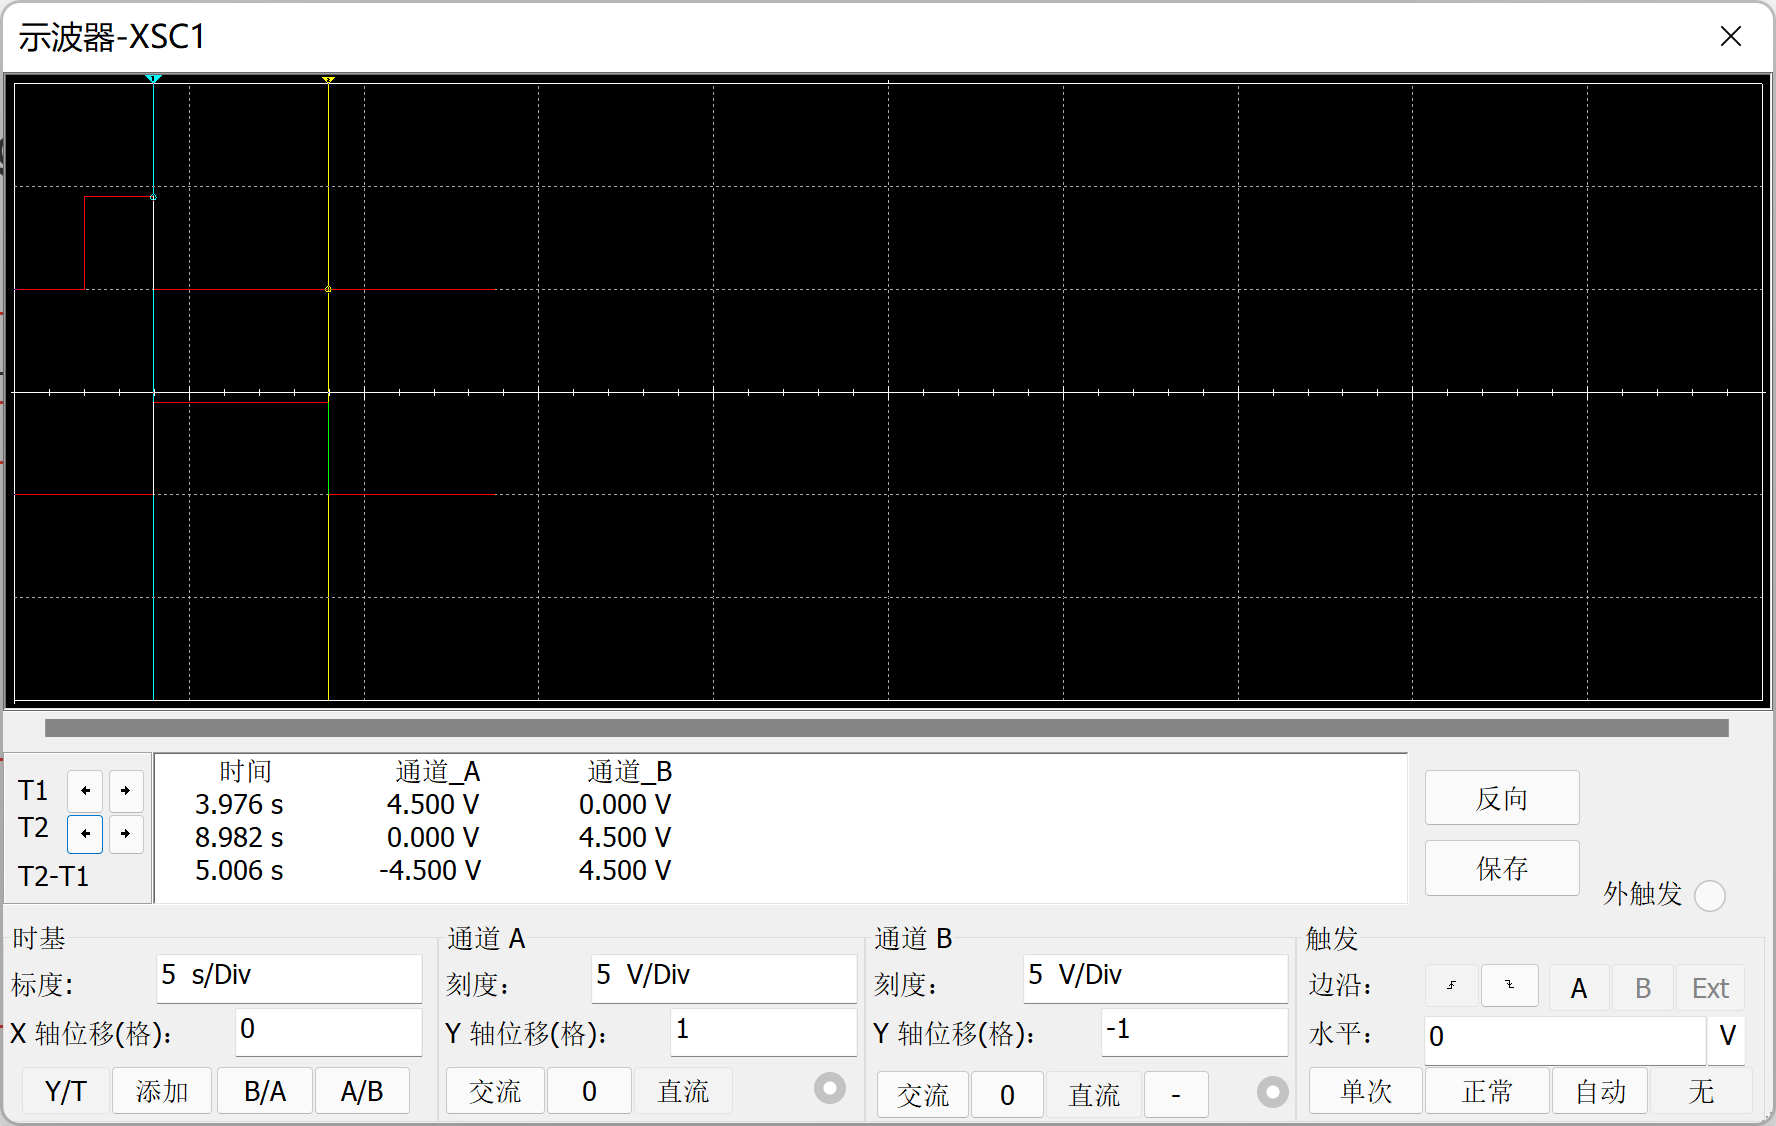 示波器-XSC1
时间 通道_A 通道_B
T1 3.976 s 4.500 V 0.000 V
T2 8.982 s 0.000 V 4.500 V
T2-T1 5.006 s -4.500 V 4.500 V
反向
保存
外触发
时基
标度: 5 s/Div
X 轴位移(格): 0
Y/T 添加 B/A A/B
通道 A
刻度: 5 V/Div
Y 轴位移(格): 1
交流 0 直流
通道 B
刻度: 5 V/Div
Y 轴位移(格): -1
交流 0 直流 -
触发
边沿: A B Ext
水平: 0 V
单次 正常 自动 无